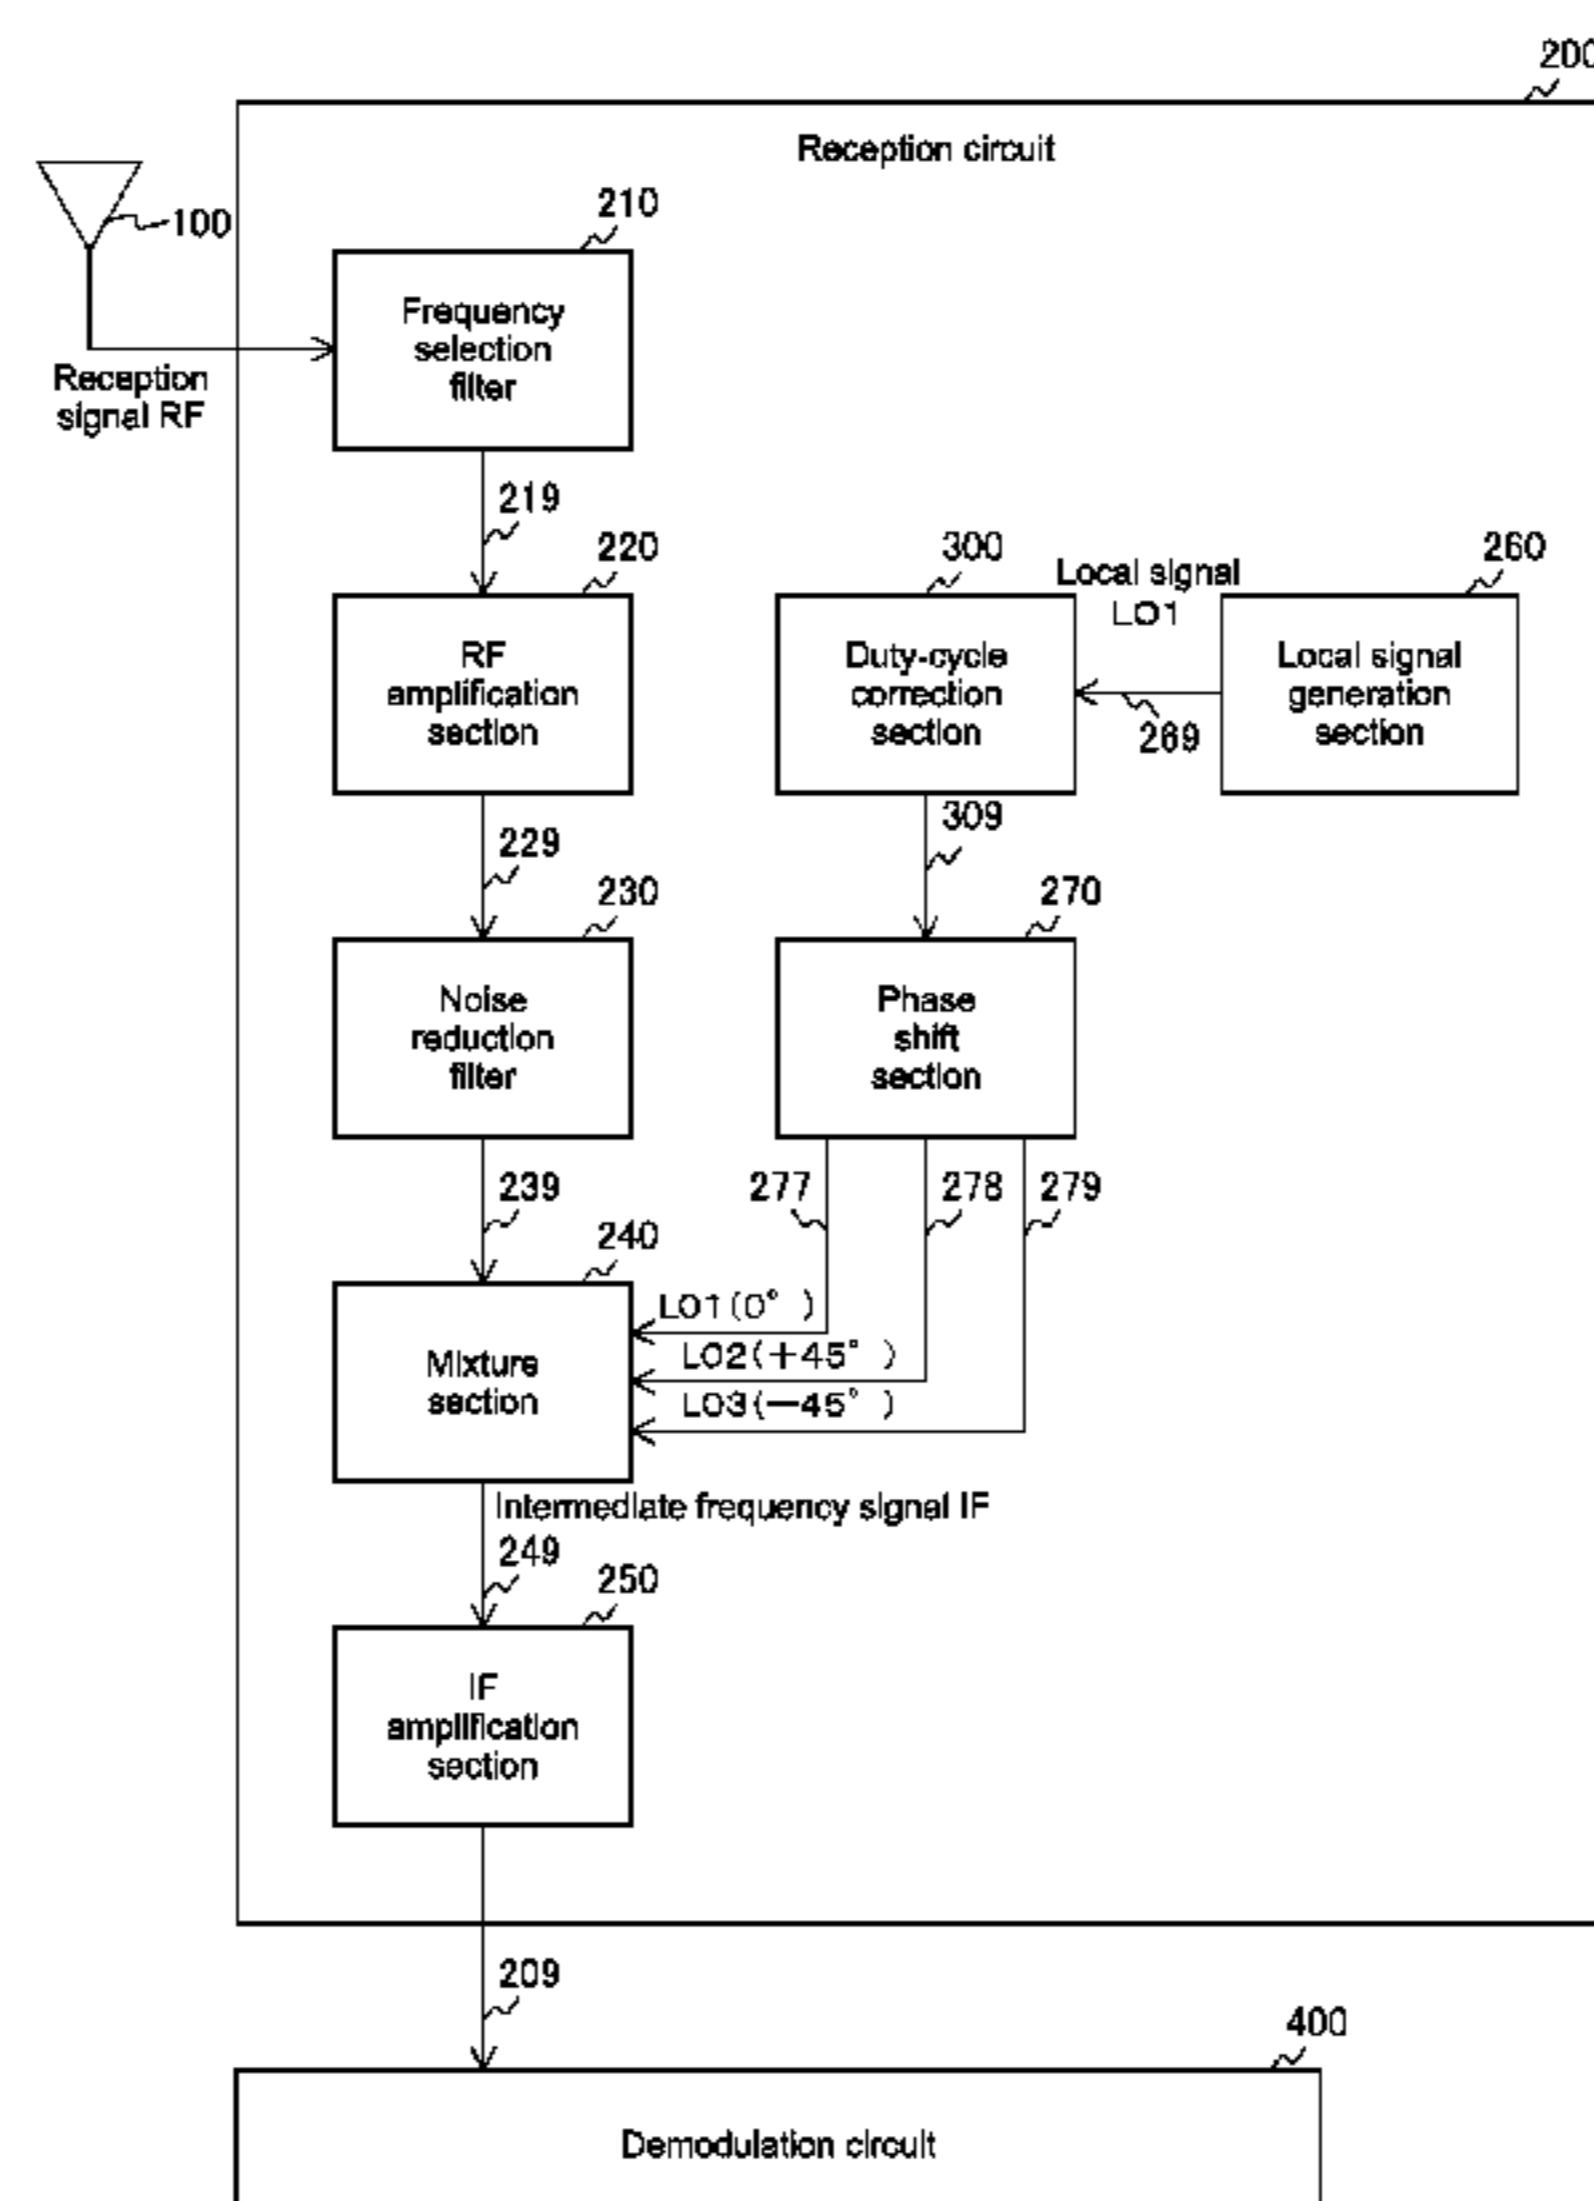 200
Reception circuit
100
210
Frequency
selection
filter
Reception
signal RF
219
220
300
Local signal
LO1
260
RF
amplification
section
Duty-cycle
correction
section
269
Local signal
generation
section
229
309
230
270
Noise
reduction
filter
Phase
shift
section
239
277
278
279
240
LO1(0°)
LO2(+45°)
LO3(−45°)
Mixture
section
Intermediate frequency signal IF
249
250
IF
amplification
section
209
400
Demodulation circuit